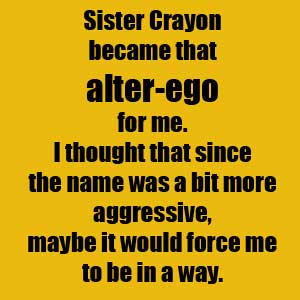 Sister Crayon
became that
alter-ego
for me.
I thought that since
the name was a bit more
aggressive,
maybe it would force me
to be in a way.